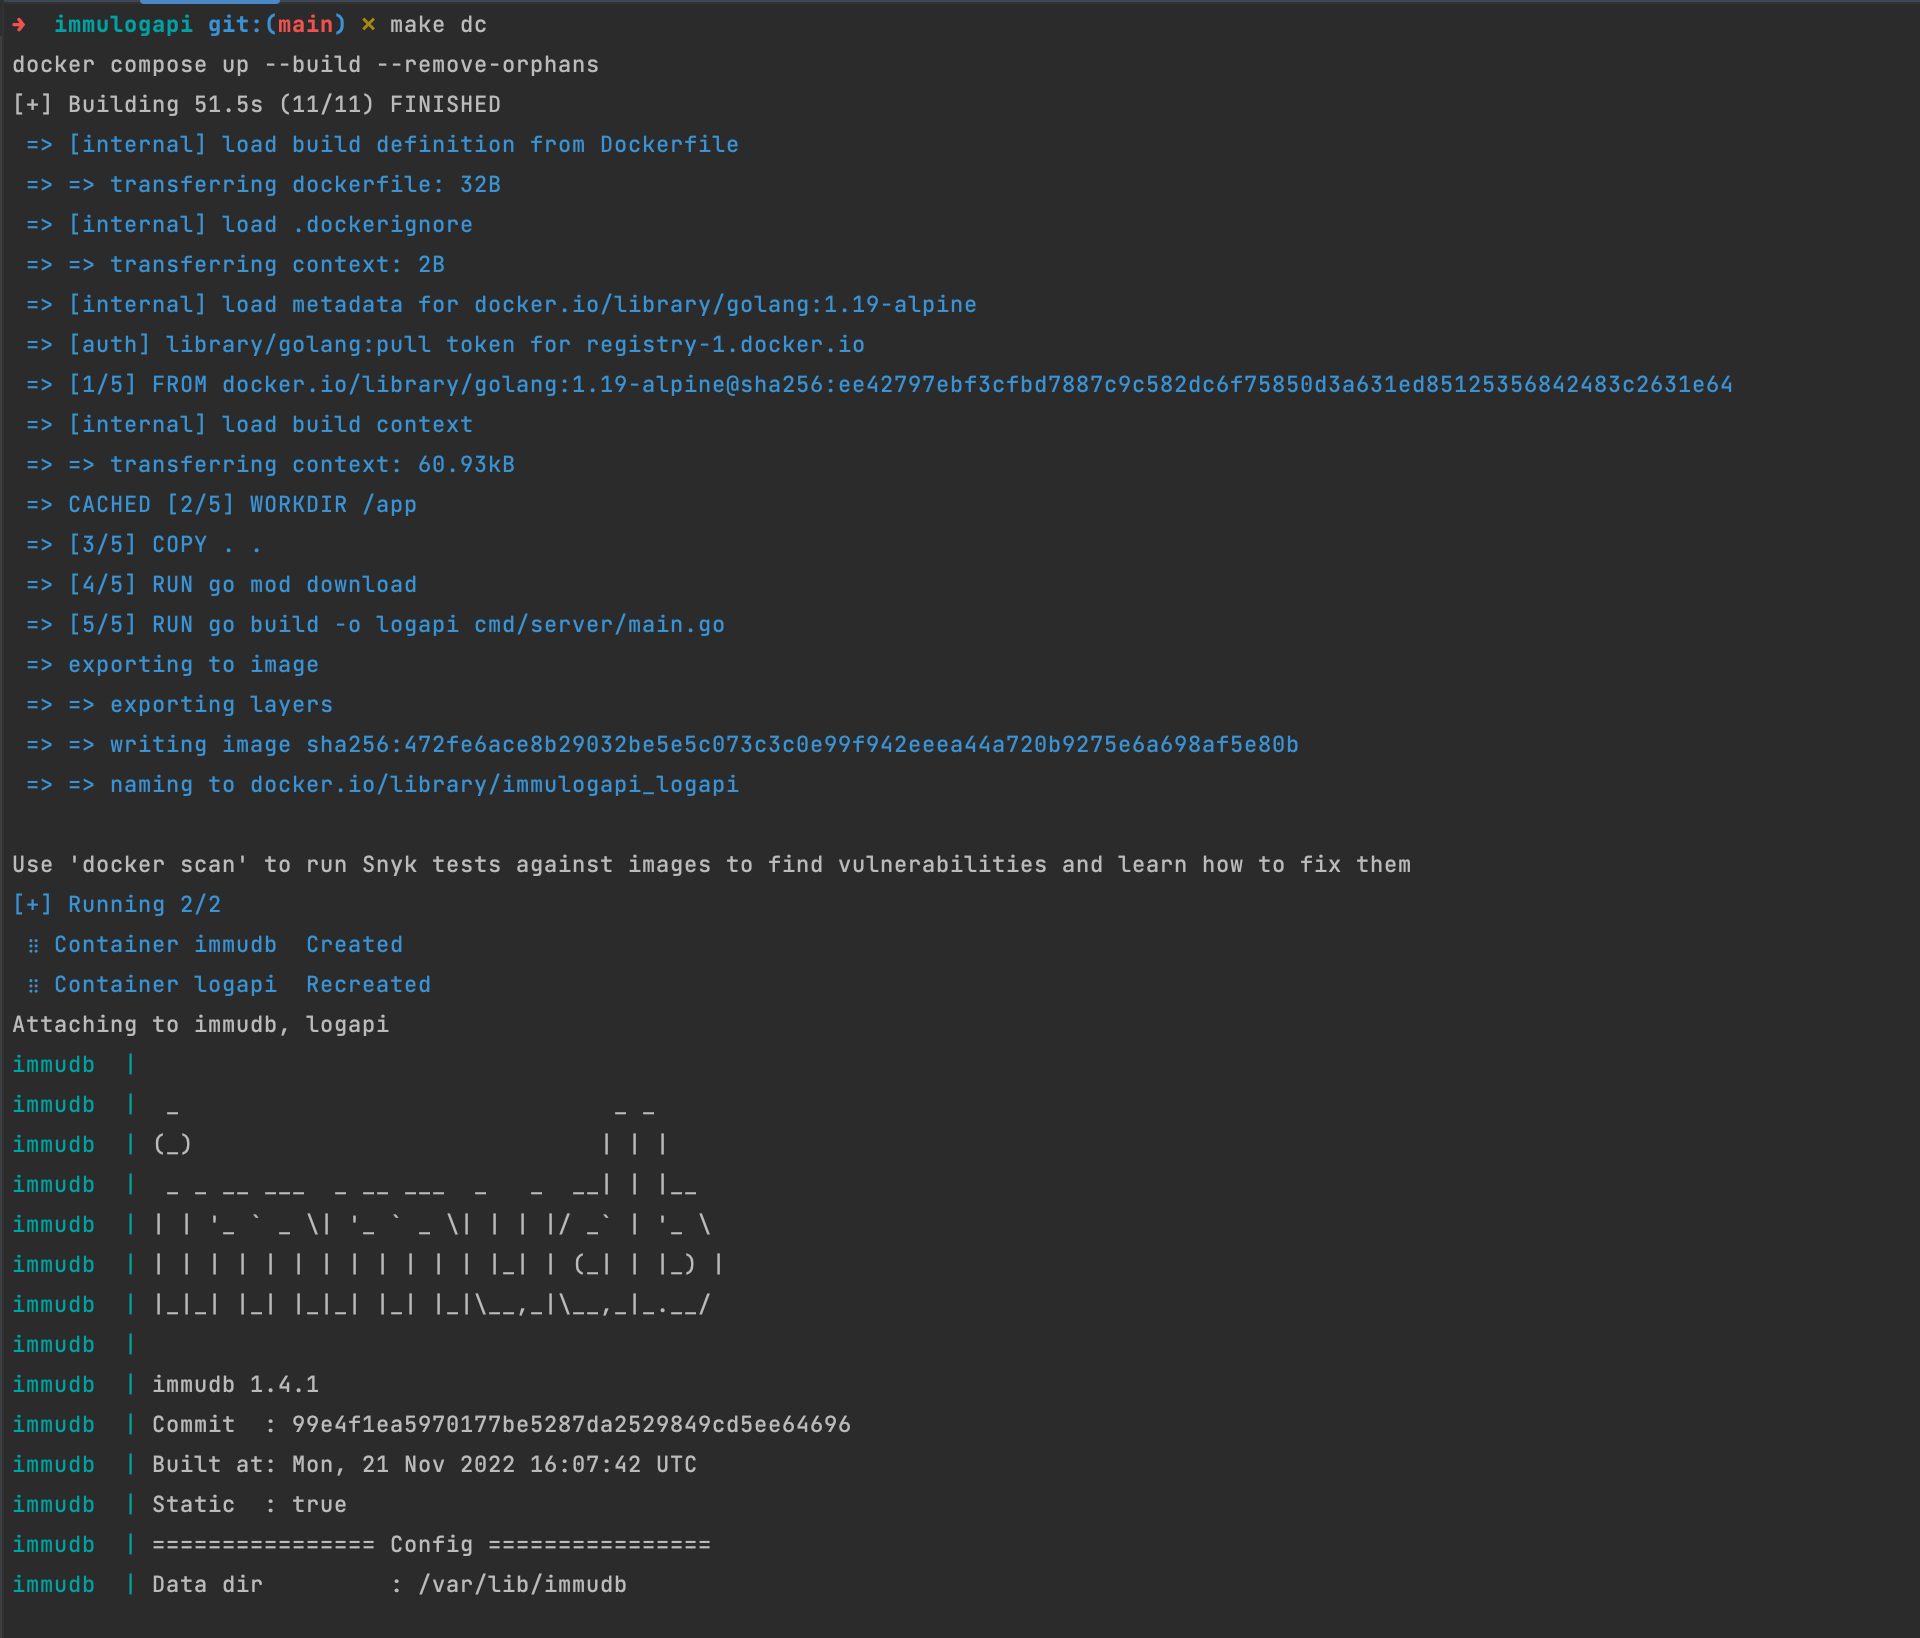 ➜  immulogapi git:(main) ✗ make dc
docker compose up --build --remove-orphans
[+] Building 51.5s (11/11) FINISHED
 => [internal] load build definition from Dockerfile
 => => transferring dockerfile: 32B
 => [internal] load .dockerignore
 => => transferring context: 2B
 => [internal] load metadata for docker.io/library/golang:1.19-alpine
 => [auth] library/golang:pull token for registry-1.docker.io
 => [1/5] FROM docker.io/library/golang:1.19-alpine@sha256:ee42797ebf3cfbd7887c9c582dc6f75850d3a631ed85125356842483c2631e64
 => [internal] load build context
 => => transferring context: 60.93kB
 => CACHED [2/5] WORKDIR /app
 => [3/5] COPY . .
 => [4/5] RUN go mod download
 => [5/5] RUN go build -o logapi cmd/server/main.go
 => exporting to image
 => => exporting layers
 => => writing image sha256:472fe6ace8b29032be5e5c073c3c0e99f942eeea44a720b9275e6a698af5e80b
 => => naming to docker.io/library/immulogapi_logapi

Use 'docker scan' to run Snyk tests against images to find vulnerabilities and learn how to fix them
[+] Running 2/2
 ⠿ Container immudb  Created
 ⠿ Container logapi  Recreated
Attaching to immudb, logapi
immudb  |
immudb  |  _                               _ _
immudb  | (_)                             | | |
immudb  |  _ _ __ ___  _ __ ___  _   _  __| | |__
immudb  | | | '_ ` _ \| '_ ` _ \| | | |/ _` | '_ \
immudb  | | | | | | | | | | | | | |_| | (_| | |_) |
immudb  | |_|_| |_| |_|_| |_| |_|\__,_|\__,_|_.__/
immudb  |
immudb  | immudb 1.4.1
immudb  | Commit  : 99e4f1ea5970177be5287da2529849cd5ee64696
immudb  | Built at: Mon, 21 Nov 2022 16:07:42 UTC
immudb  | Static  : true
immudb  | ================ Config ================
immudb  | Data dir         : /var/lib/immudb